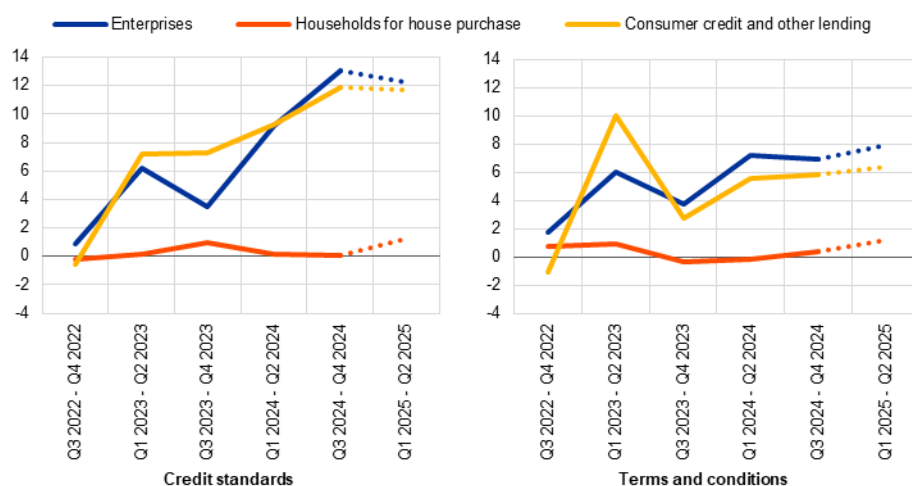 Enterprises Households for house purchase Consumer credit and other lending
14
12
10
8
6
4
2
0
-2
-4
Q3 2022 - Q4 2022
Q1 2023 - Q2 2023
Q3 2023 - Q4 2023
Q1 2024 - Q2 2024
Q3 2024 - Q4 2024
Q1 2025 - Q2 2025
Credit standards
14
12
10
8
6
4
2
0
-2
-4
Q3 2022 - Q4 2022
Q1 2023 - Q2 2023
Q3 2023 - Q4 2023
Q1 2024 - Q2 2024
Q3 2024 - Q4 2024
Q1 2025 - Q2 2025
Terms and conditions